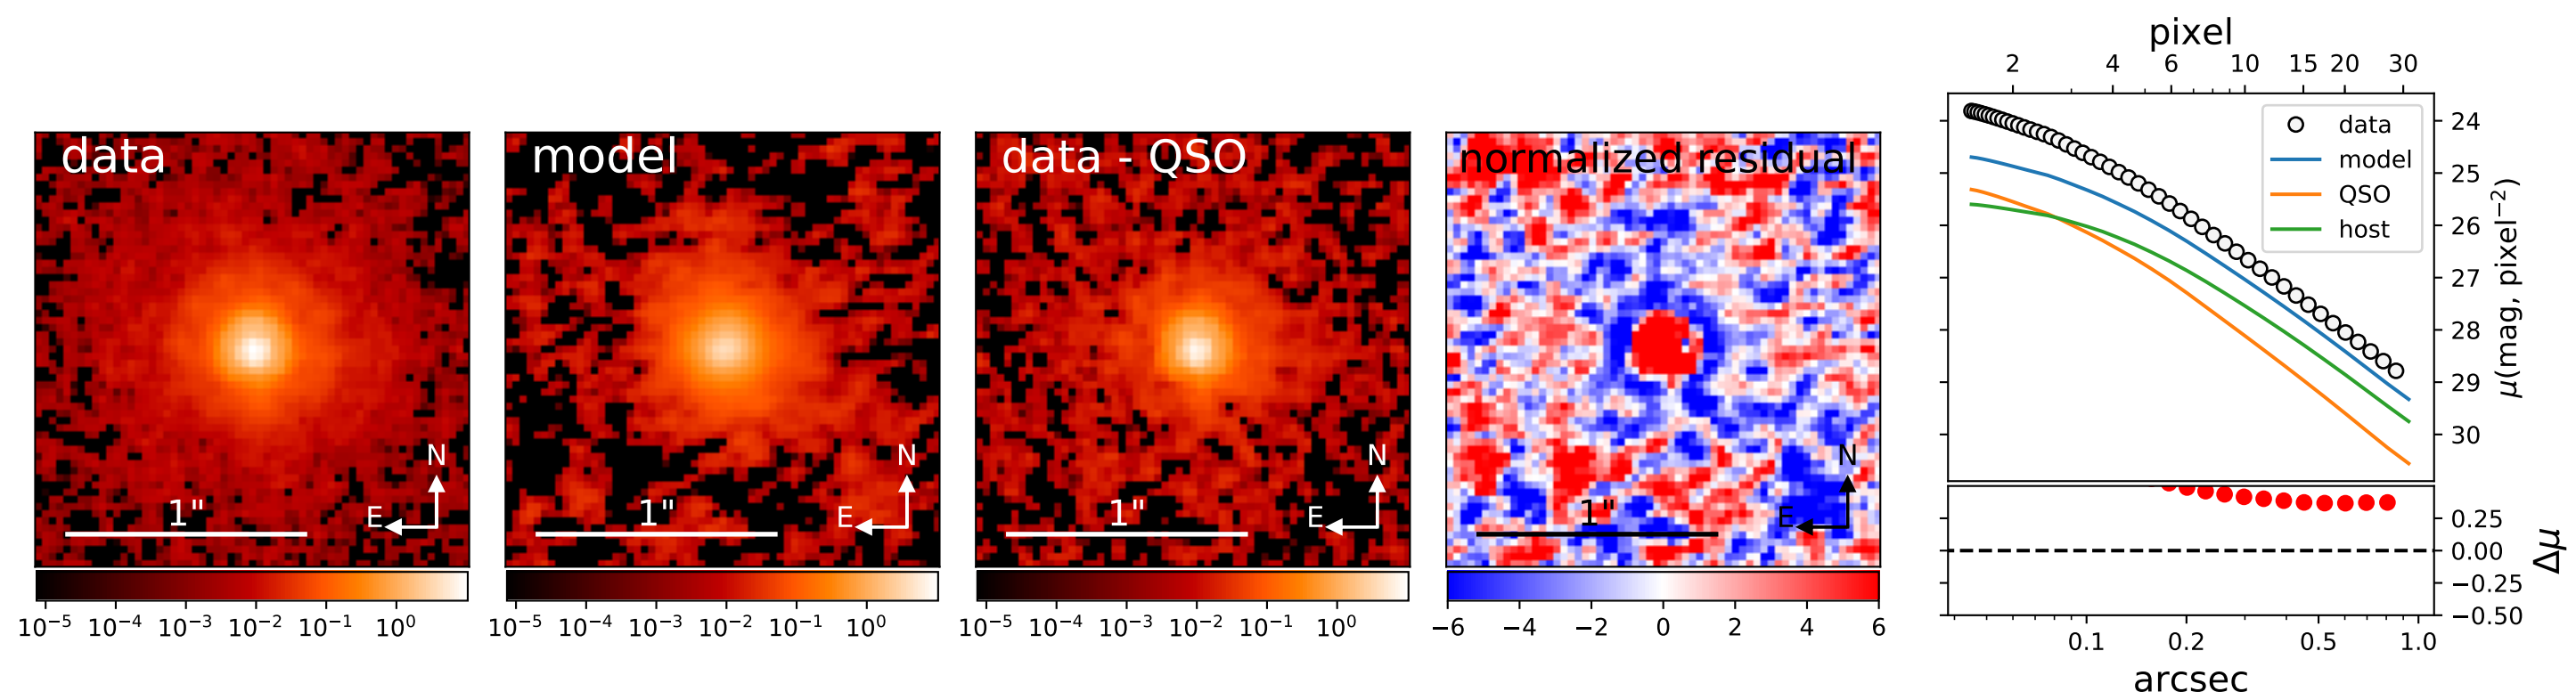 data
1"
N
E
10⁻⁵ 10⁻⁴ 10⁻³ 10⁻² 10⁻¹ 10⁰
model
1"
N
E
10⁻⁵ 10⁻⁴ 10⁻³ 10⁻² 10⁻¹ 10⁰
data - QSO
1"
N
E
10⁻⁵ 10⁻⁴ 10⁻³ 10⁻² 10⁻¹ 10⁰
normalized residual
1"
N
E
−6 −4 −2 0 2 4 6
pixel
2 4 6 10 15 20 30
data
model
QSO
host
24
25
26
27
28
29
30
μ(mag, pixel⁻²)
0.25
0.00
−0.25
−0.50
Δμ
0.1 0.2 0.5 1.0
arcsec